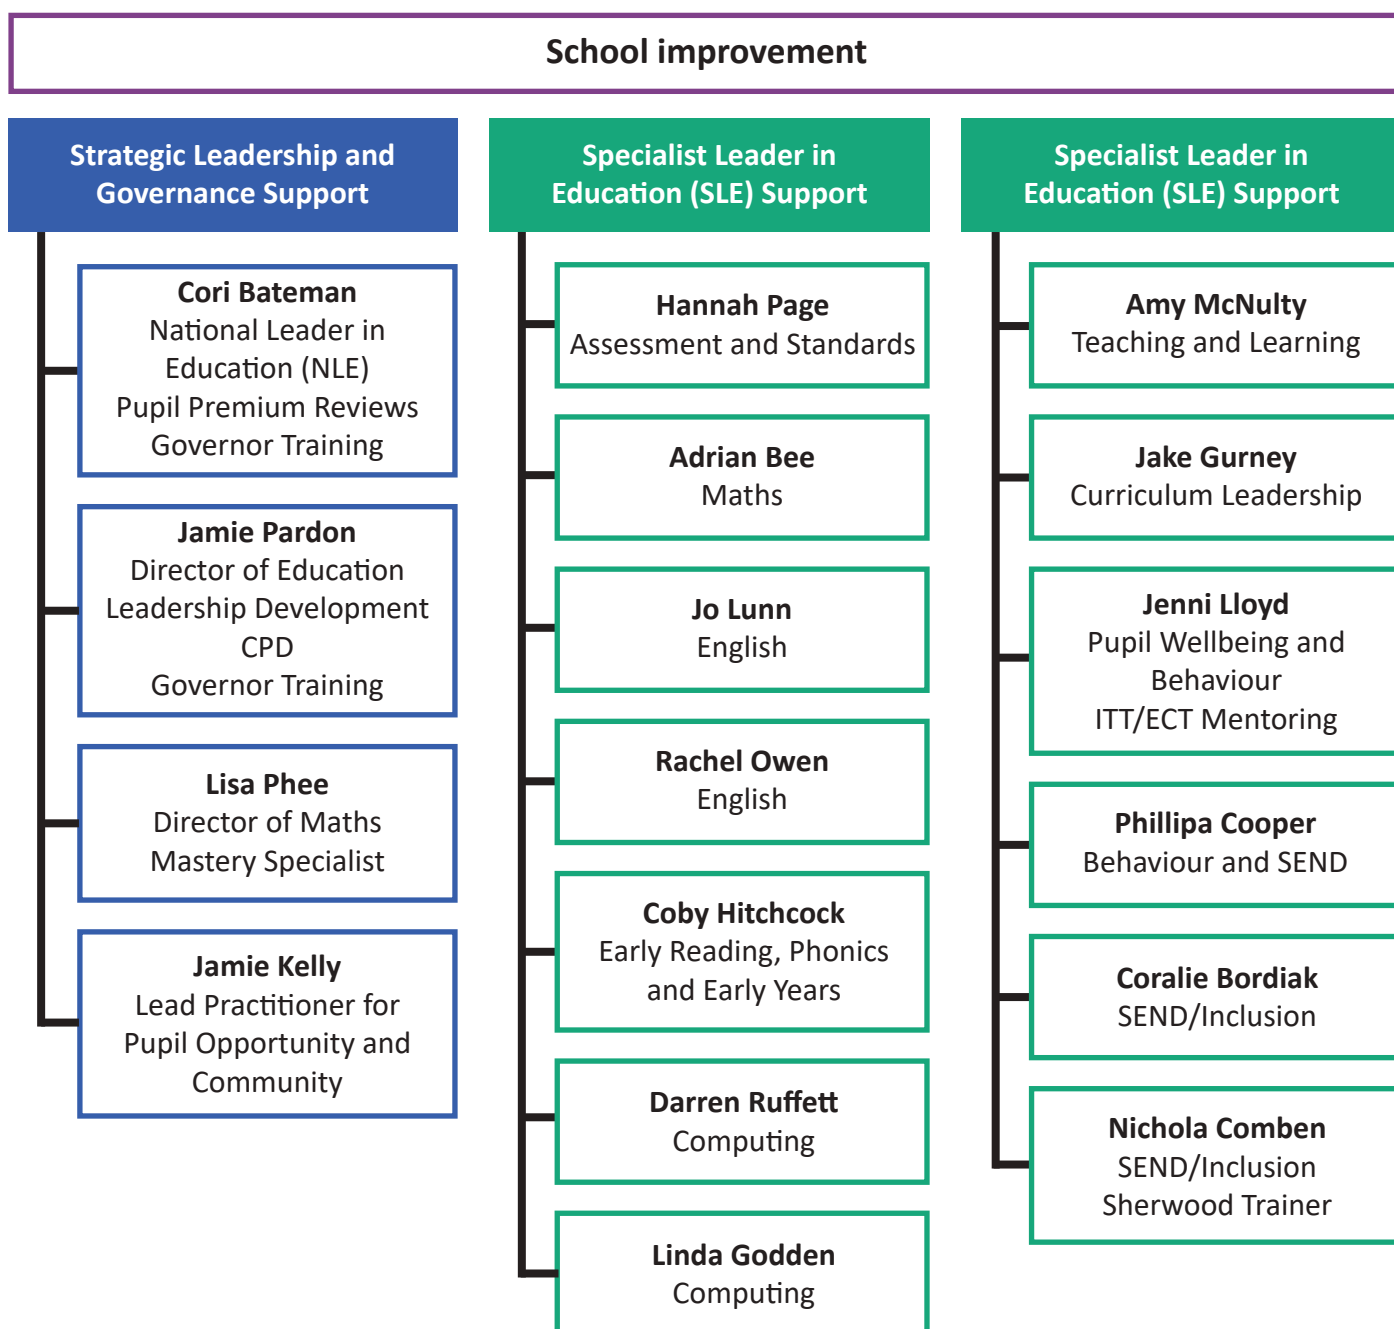 School improvement
Strategic Leadership and
Governance Support
Cori Bateman
National Leader in
Education (NLE)
Pupil Premium Reviews
Governor Training
Jamie Pardon
Director of Education
Leadership Development
CPD
Governor Training
Lisa Phee
Director of Maths
Mastery Specialist
Jamie Kelly
Lead Practitioner for
Pupil Opportunity and
Community
Specialist Leader in
Education (SLE) Support
Hannah Page
Assessment and Standards
Adrian Bee
Maths
Jo Lunn
English
Rachel Owen
English
Coby Hitchcock
Early Reading, Phonics
and Early Years
Darren Ruffett
Computing
Linda Godden
Computing
Specialist Leader in
Education (SLE) Support
Amy McNulty
Teaching and Learning
Jake Gurney
Curriculum Leadership
Jenni Lloyd
Pupil Wellbeing and
Behaviour
ITT/ECT Mentoring
Phillipa Cooper
Behaviour and SEND
Coralie Bordiak
SEND/Inclusion
Nichola Comben
SEND/Inclusion
Sherwood Trainer